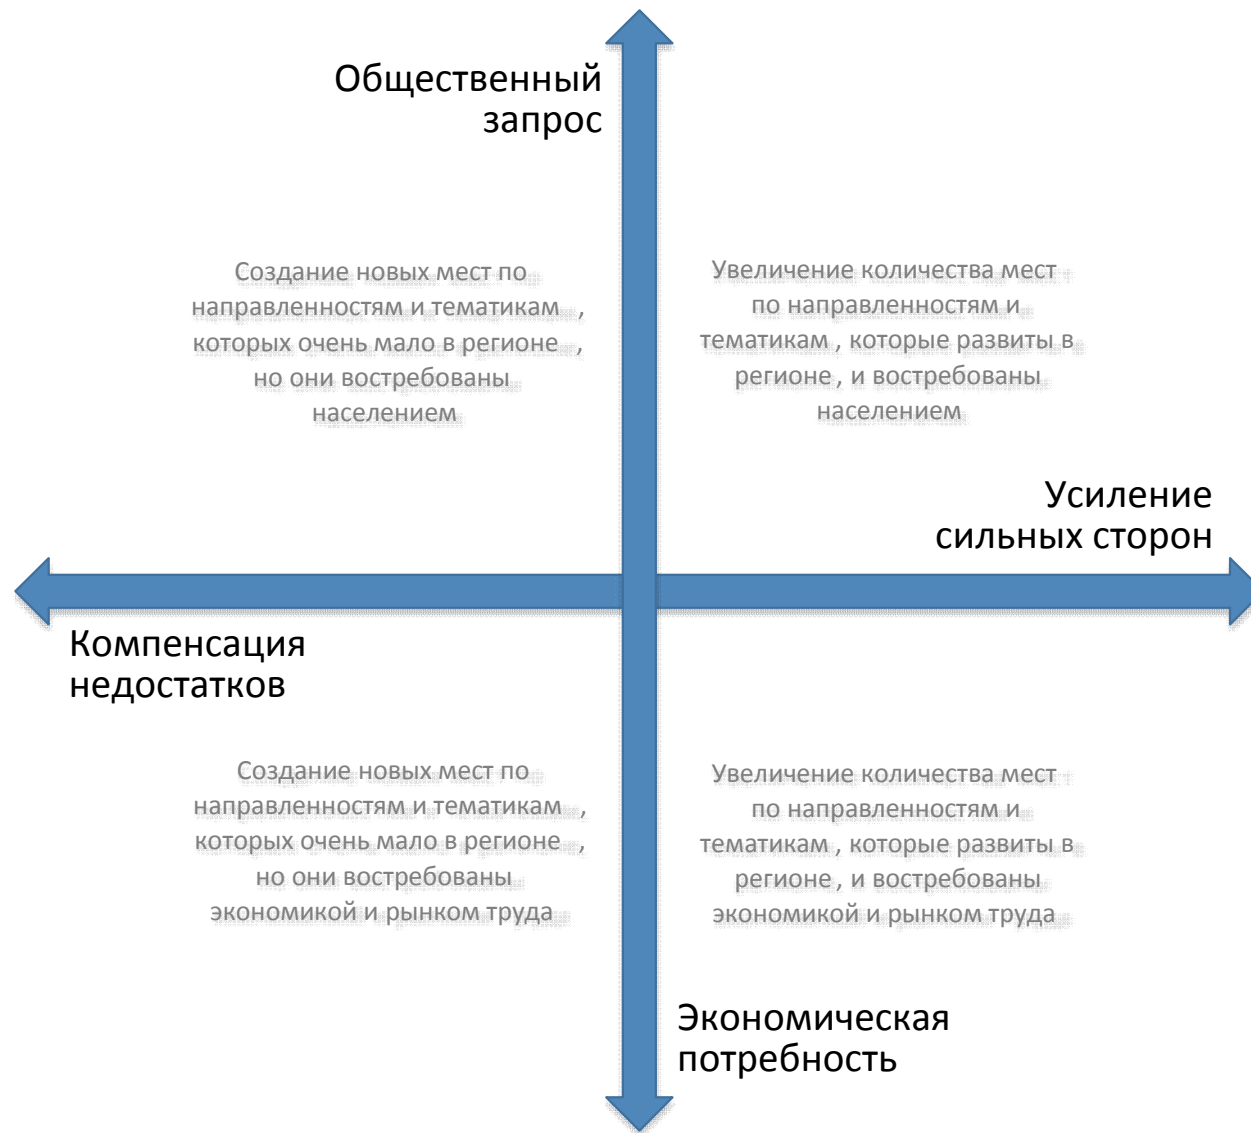 Общественный
запрос
Создание новых мест по
направленностям и тематикам ,
которых очень мало в регионе ,
но они востребованы
населением
Увеличение количества мест
по направленностям и
тематикам , которые развиты в
регионе, и востребованы
населением
Усиление
сильных сторон
Компенсация
недостатков
Создание новых мест по
направленностям и тематикам ,
которых очень мало в регионе ,
но они востребованы
экономикой и рынком труда
Увеличение количества мест
по направленностям и
тематикам , которые развиты в
регионе, и востребованы
экономикой и рынком труда
Экономическая
потребность